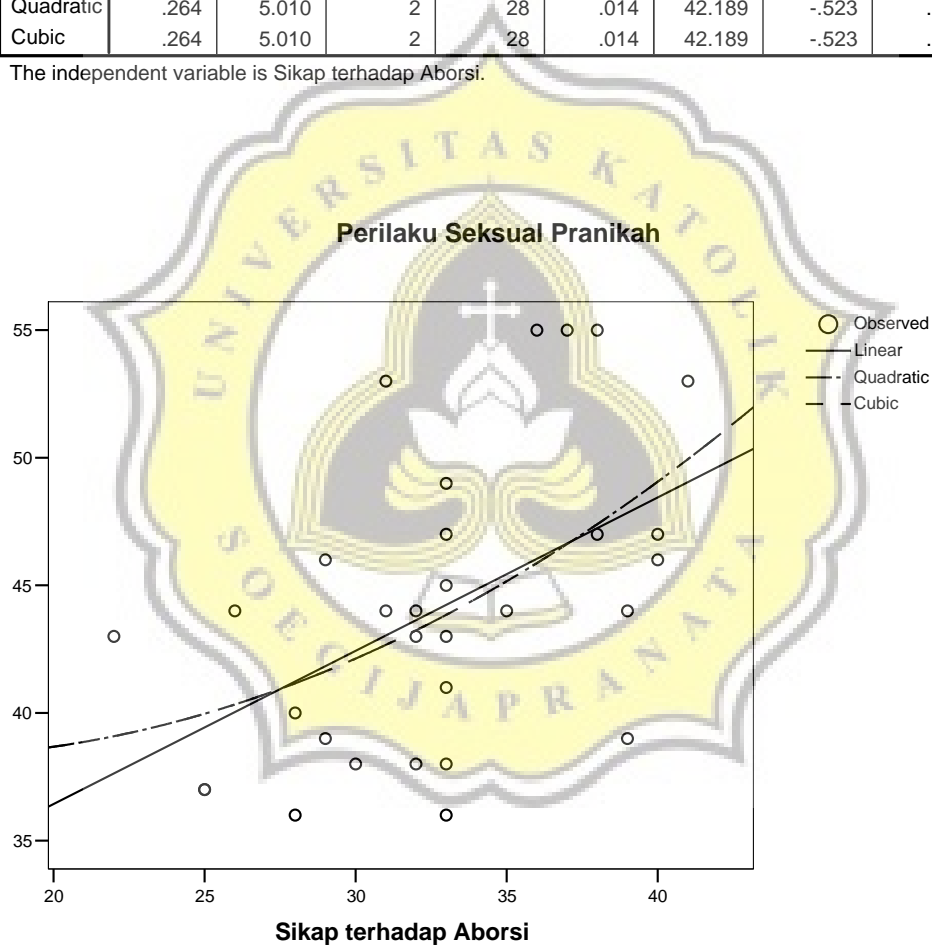 Quadratic .264 5.010 2 28 .014 42.189 -.523
Cubic .264 5.010 2 28 .014 42.189 -.523
The independent variable is Sikap terhadap Aborsi.
UNIVERSITAS KATOLIK
Perilaku Seksual Pranikah
Observed
Linear
Quadratic
Cubic
55
50
45
40
35
SOEGIJAPRANATA
20 25 30 35 40
Sikap terhadap Aborsi